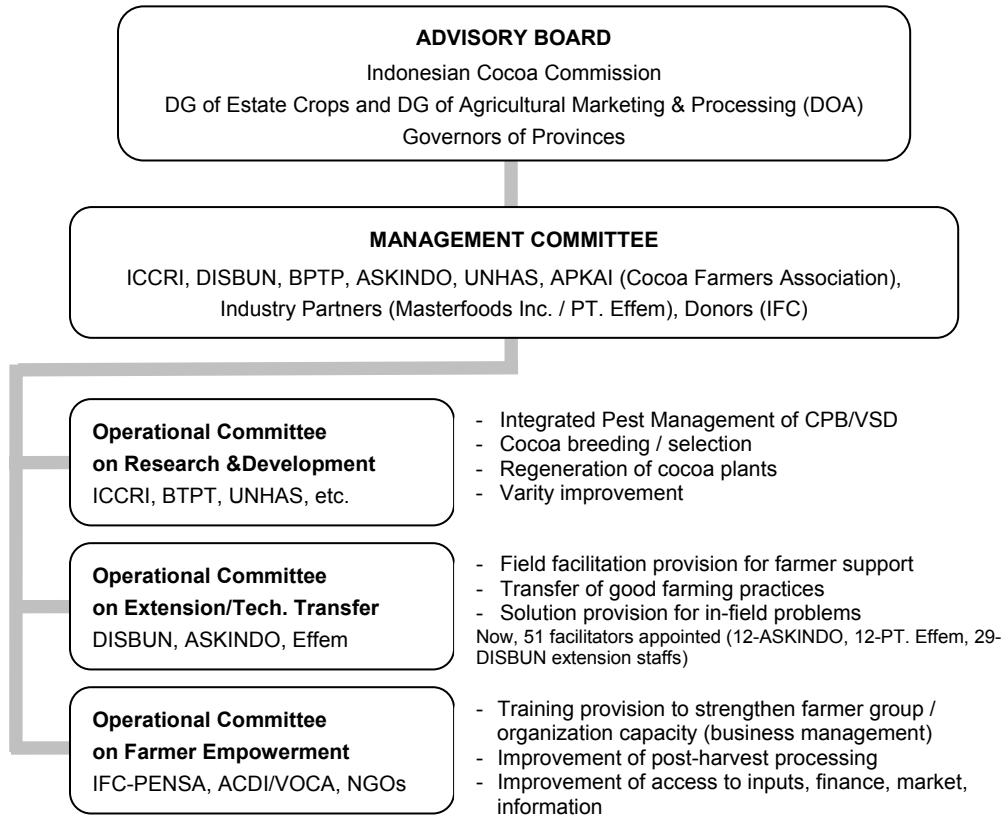 ADVISORY BOARD
Indonesian Cocoa Commission
DG of Estate Crops and DG of Agricultural Marketing & Processing (DOA)
Governors of Provinces
MANAGEMENT COMMITTEE
ICCRI, DISBUN, BPTP, ASKINDO, UNHAS, APKAI (Cocoa Farmers Association),
Industry Partners (Masterfoods Inc. / PT. Effem), Donors (IFC)
Operational Committee
on Research &Development
ICCRI, BTPT, UNHAS, etc.
- Integrated Pest Management of CPB/VSD
- Cocoa breeding / selection
- Regeneration of cocoa plants
- Varity improvement
Operational Committee
on Extension/Tech. Transfer
DISBUN, ASKINDO, Effem
- Field facilitation provision for farmer support
- Transfer of good farming practices
- Solution provision for in-field problems
Now, 51 facilitators appointed (12-ASKINDO, 12-PT. Effem, 29-
DISBUN extension staffs)
Operational Committee
on Farmer Empowerment
IFC-PENSA, ACDI/VOCA, NGOs
- Training provision to strengthen farmer group /
organization capacity (business management)
- Improvement of post-harvest processing
- Improvement of access to inputs, finance, market,
information